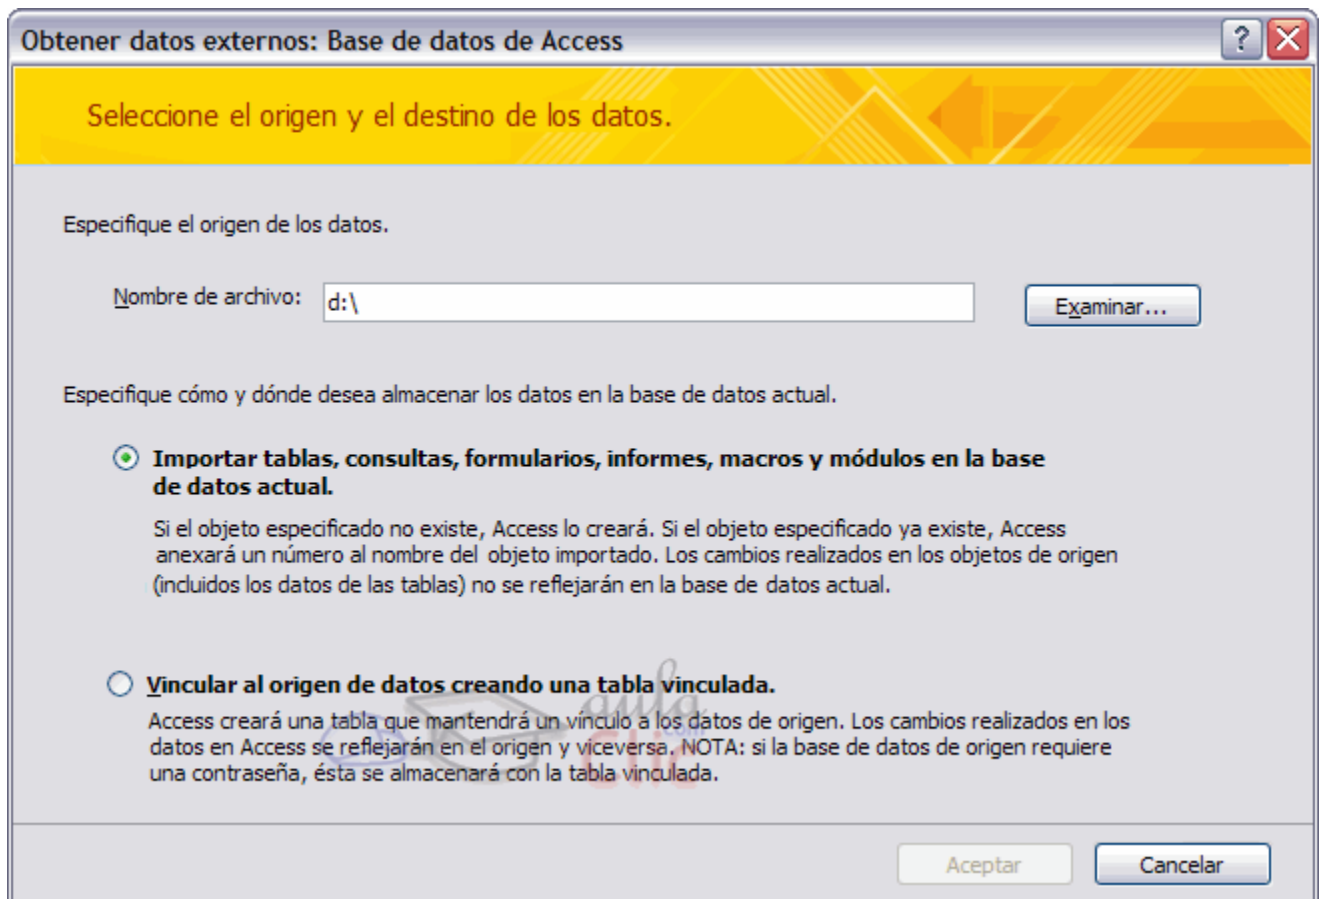 Obtener datos externos: Base de datos de Access
Seleccione el origen y el destino de los datos.
Especifique el origen de los datos.
Nombre de archivo: d:\ Examinar...
Especifique cómo y dónde desea almacenar los datos en la base de datos actual.
Importar tablas, consultas, formularios, informes, macros y módulos en la base
de datos actual.
Si el objeto especificado no existe, Access lo creará. Si el objeto especificado ya existe, Access
anexará un número al nombre del objeto importado. Los cambios realizados en los objetos de origen
(incluidos los datos de las tablas) no se reflejarán en la base de datos actual.
Vincular al origen de datos creando una tabla vinculada.
Access creará una tabla que mantendrá un vínculo a los datos de origen. Los cambios realizados en los
datos en Access se reflejarán en el origen y viceversa. NOTA: si la base de datos de origen requiere
una contraseña, ésta se almacenará con la tabla vinculada.
aula
.com
Clic
Aceptar Cancelar